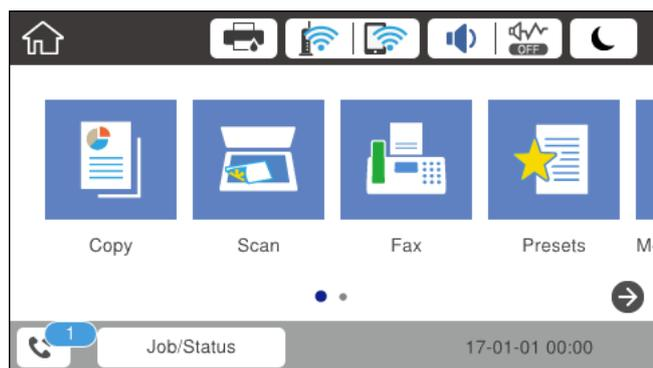 OFF
Copy
Scan
Fax
Presets
M
1
Job/Status
17-01-01 00:00